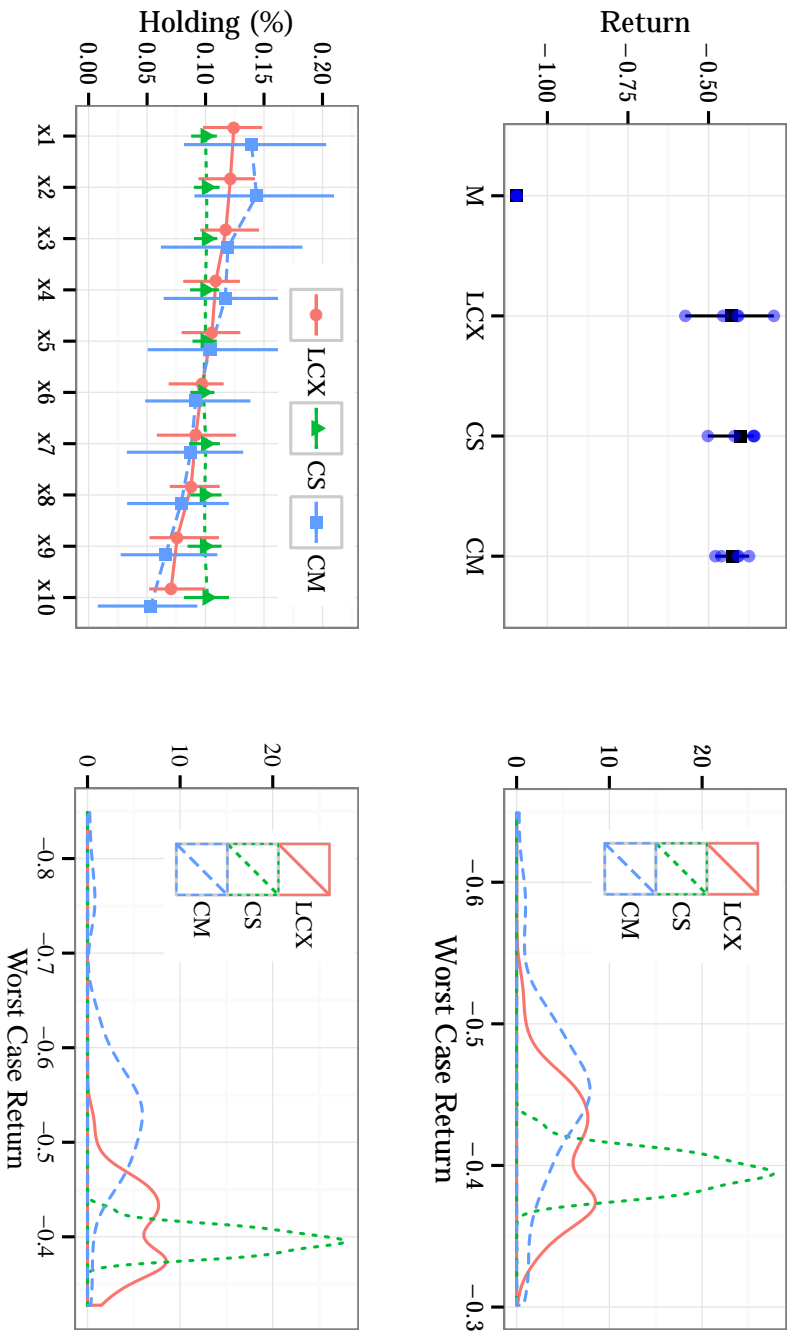 Return
−0.50
−0.75
−1.00
M LCX CS CM
20
10
0
LCX
CS
CM
−0.6 −0.5 −0.4 −0.3
Worst Case Return
Holding (%)
0.20
0.15
0.10
0.05
0.00
LCX CS CM
x1 x2 x3 x4 x5 x6 x7 x8 x9 x10
20
10
0
LCX
CS
CM
−0.8 −0.7 −0.6 −0.5 −0.4
Worst Case Return